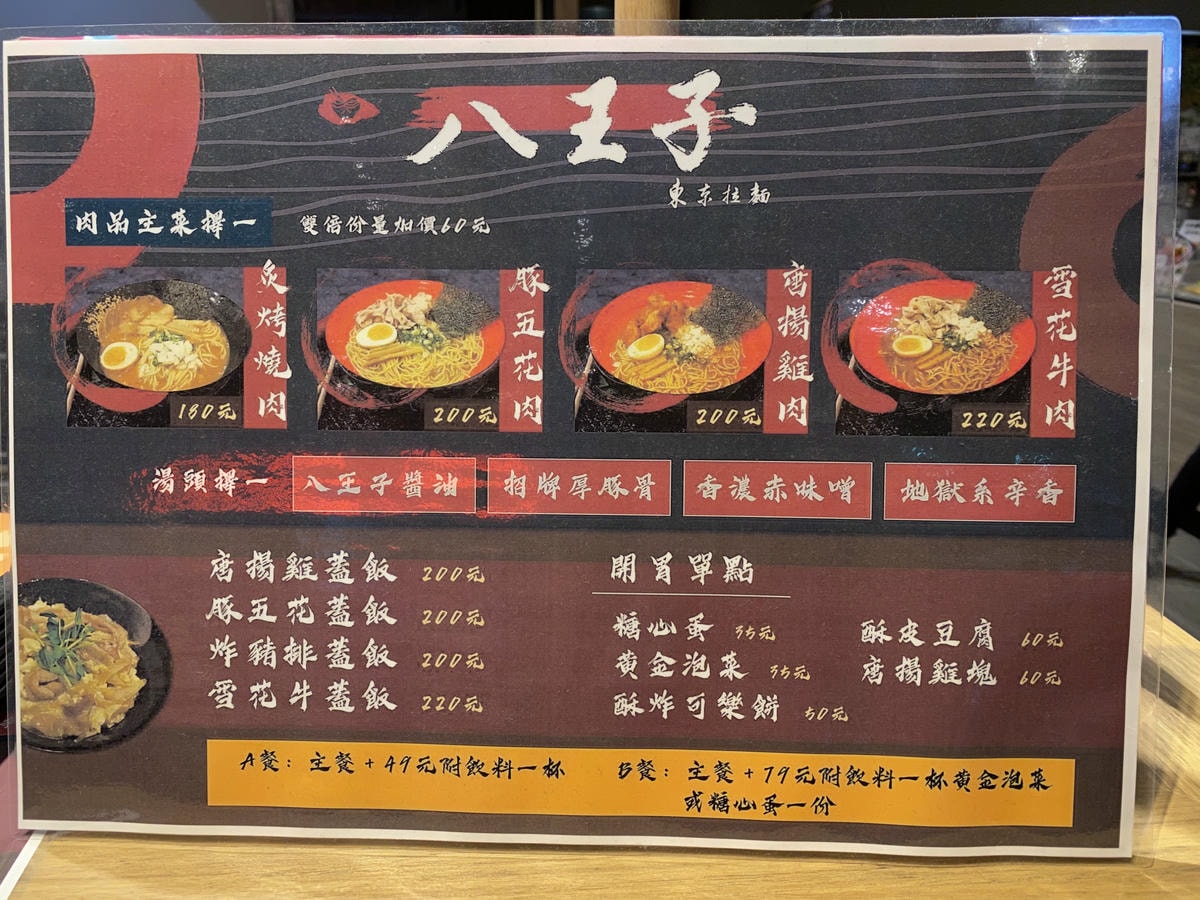 八王子
東京拉麵
肉品主菜擇一
雙倍份量加價60元
炙烤燒肉
180元
豚五花肉
200元
唐揚雞肉
200元
雪花牛肉
220元
湯頭擇一
八王子醬油
招牌厚豚骨
香濃赤味噌
地獄系辛香
唐揚雞蓋飯 200元
豚五花蓋飯 200元
炸豬排蓋飯 200元
雪花牛蓋飯 220元
開胃單點
糖心蛋 35元
黃金泡菜 35元
酥炸可樂餅 50元
酥皮豆腐 60元
唐揚雞塊 60元
A餐：主餐+49元附飲料一杯
B餐：主餐+79元附飲料一杯黃金泡菜
或糖心蛋一份